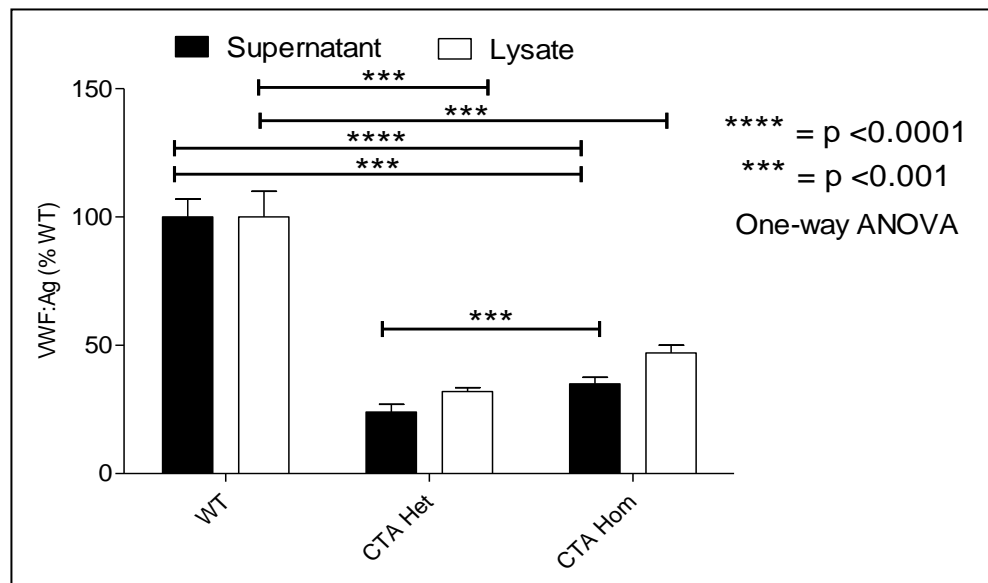 Supernatant Lysate
***
150
***
**** = p <0.0001
****
***
*** = p <0.001
100
One-way ANOVA
VWF:Ag (% WT)
***
50
0
WT
CTA Het
CTA Hom